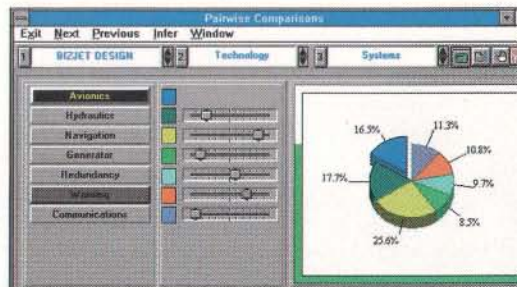 Pairwise Comparisons
Exit Next Previous Infer Window
1 BIZJET DESIGN 2 Technology 3 Systems
Avionics
Hydraulics
Navigation
Generator
Redundancy
Warning
Communications
16.5%
11.3%
10.8%
9.7%
8.5%
25.6%
17.7%